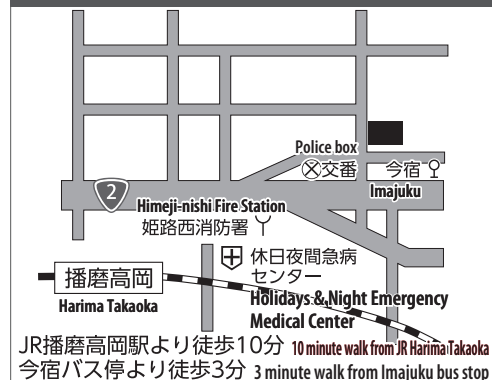 Police box
交番
今宿
Imajuku
2
Himeji-nishi Fire Station
姫路西消防署
休日夜間急病
センター
Holidays & Night Emergency
Medical Center
播磨高岡
Harima Takaoka
JR播磨高岡駅より徒歩10分 10 minute walk from JR Harima Takaoka
今宿バス停より徒歩3分 3 minute walk from Imajuku bus stop